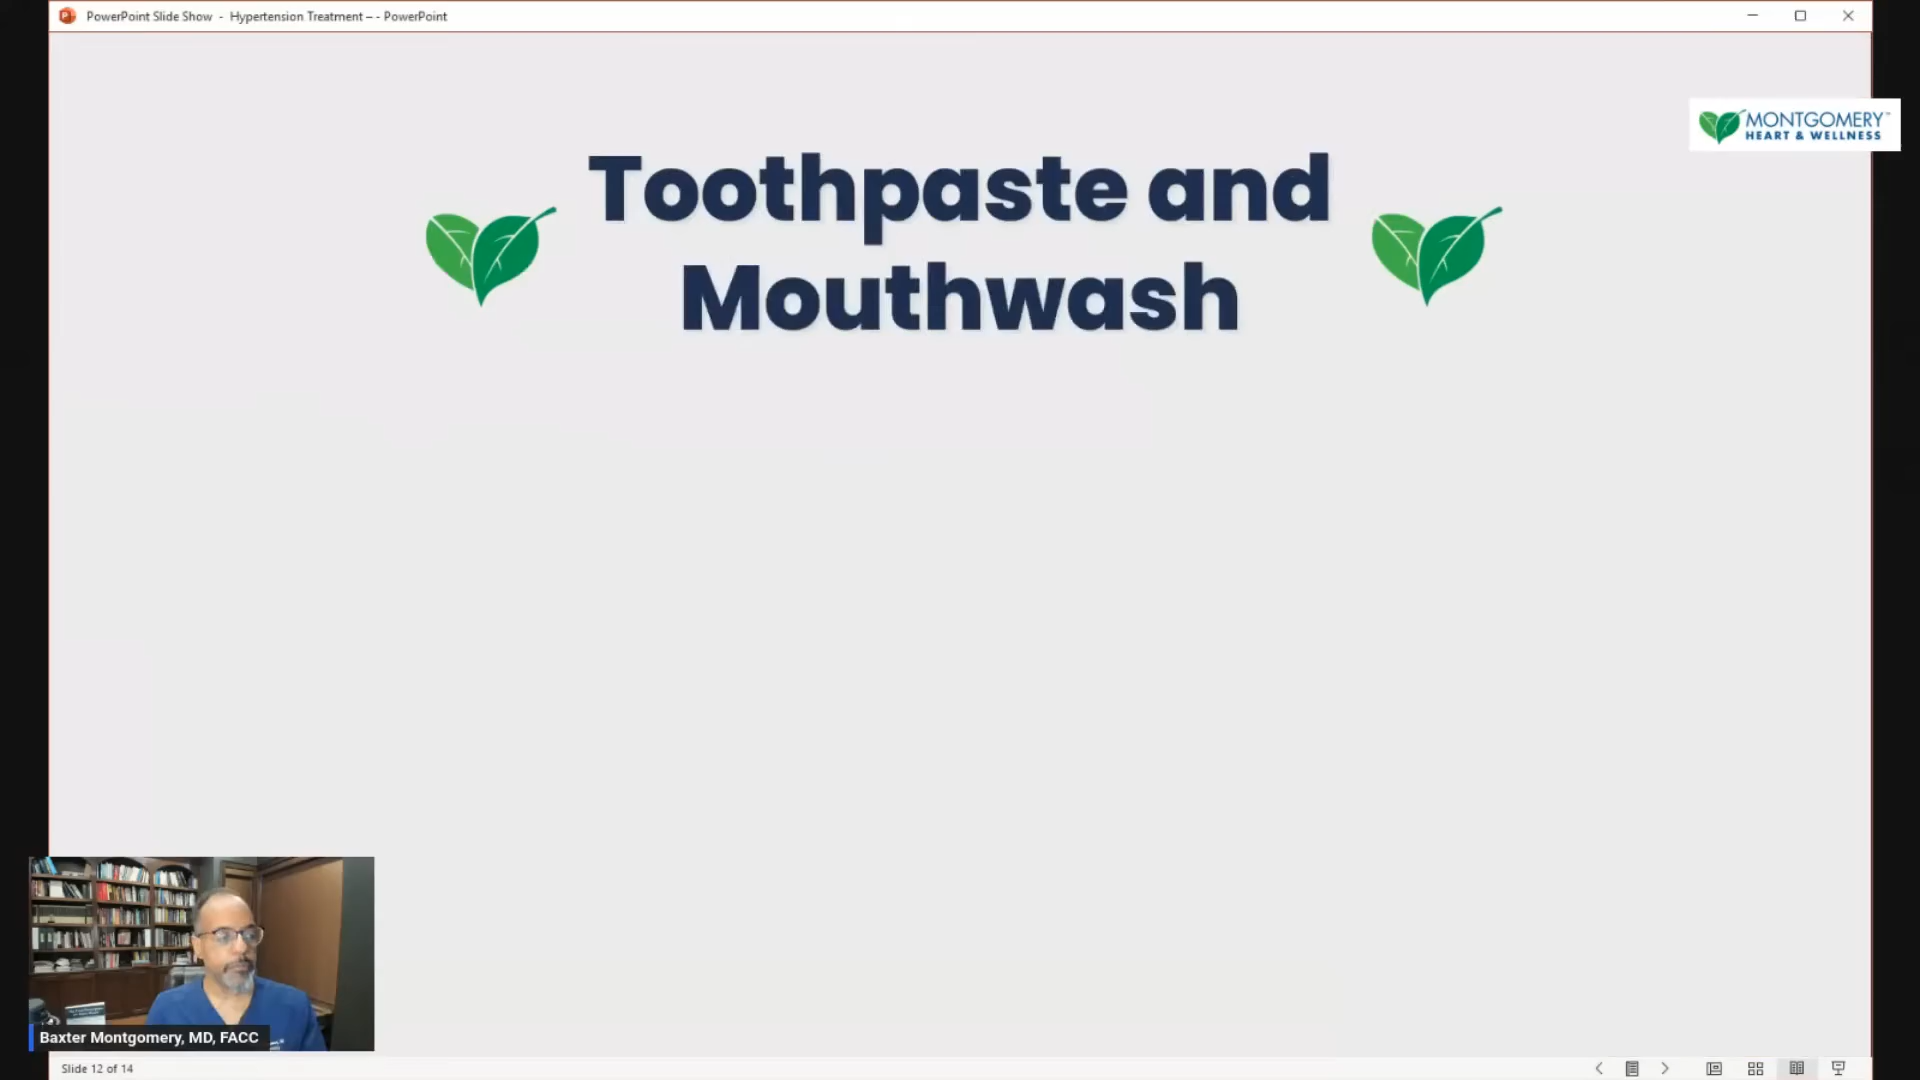 PowerPoint Slide Show - Hypertension Treatment – - PowerPoint
MONTGOMERY™
HEART & WELLNESS
Toothpaste and
Mouthwash
Baxter Montgomery, MD, FACC
Slide 12 of 14